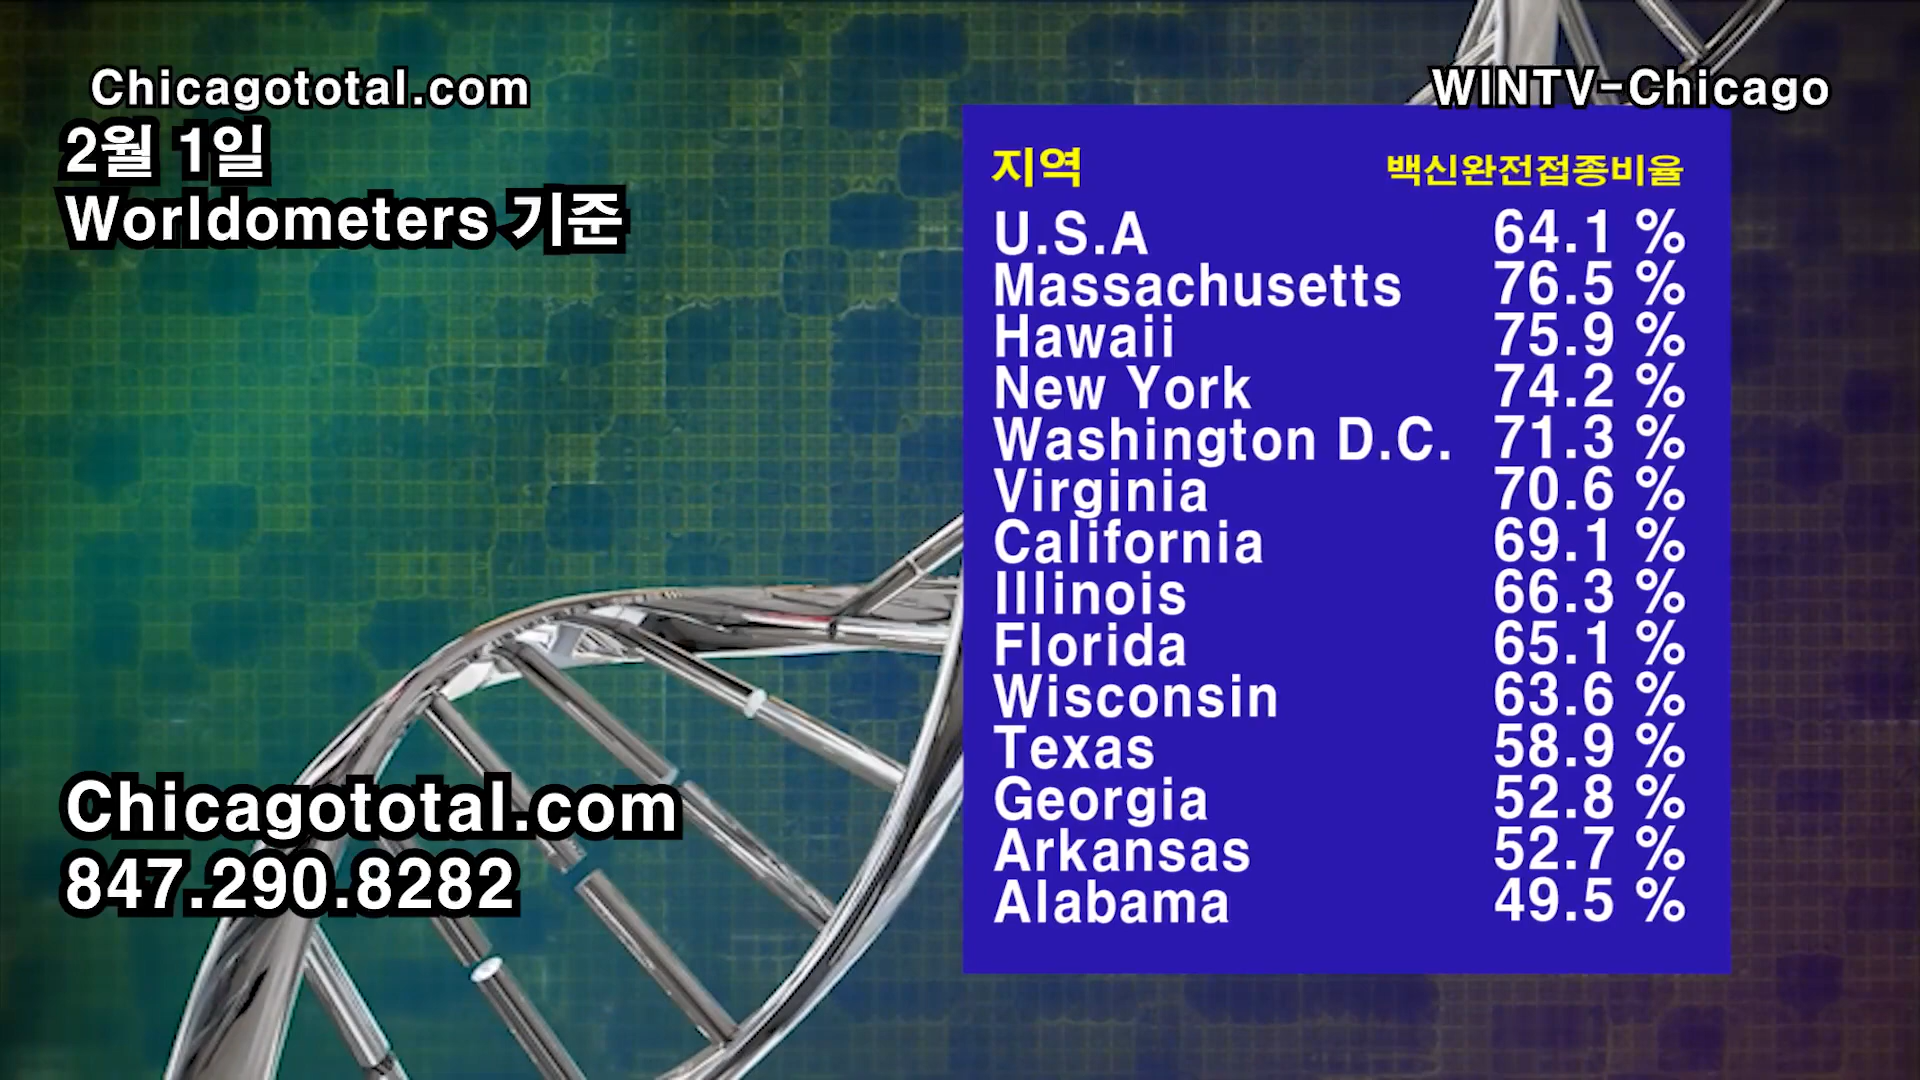 Chicagototal.com
WINTV-Chicago
2월 1일
Worldometers 기준
지역 백신완전접종비율
U.S.A 64.1 %
Massachusetts 76.5 %
Hawaii 75.9 %
New York 74.2 %
Washington D.C. 71.3 %
Virginia 70.6 %
California 69.1 %
Illinois 66.3 %
Florida 65.1 %
Wisconsin 63.6 %
Texas 58.9 %
Georgia 52.8 %
Arkansas 52.7 %
Alabama 49.5 %
Chicagototal.com
847.290.8282